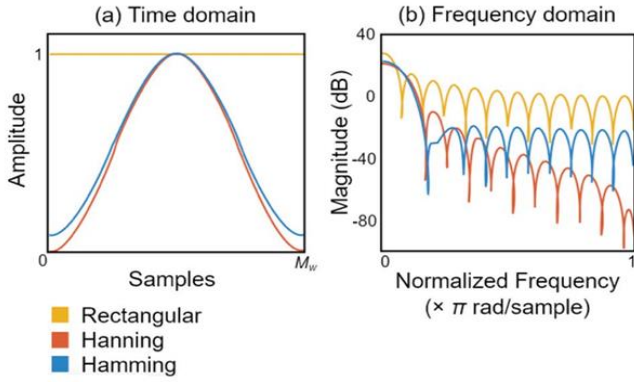 (a) Time domain
(b) Frequency domain
1
Amplitude
0
Samples
M_w
40
0
-40
-80
Magnitude (dB)
0
1
Normalized Frequency
(× π rad/sample)
Rectangular
Hanning
Hamming